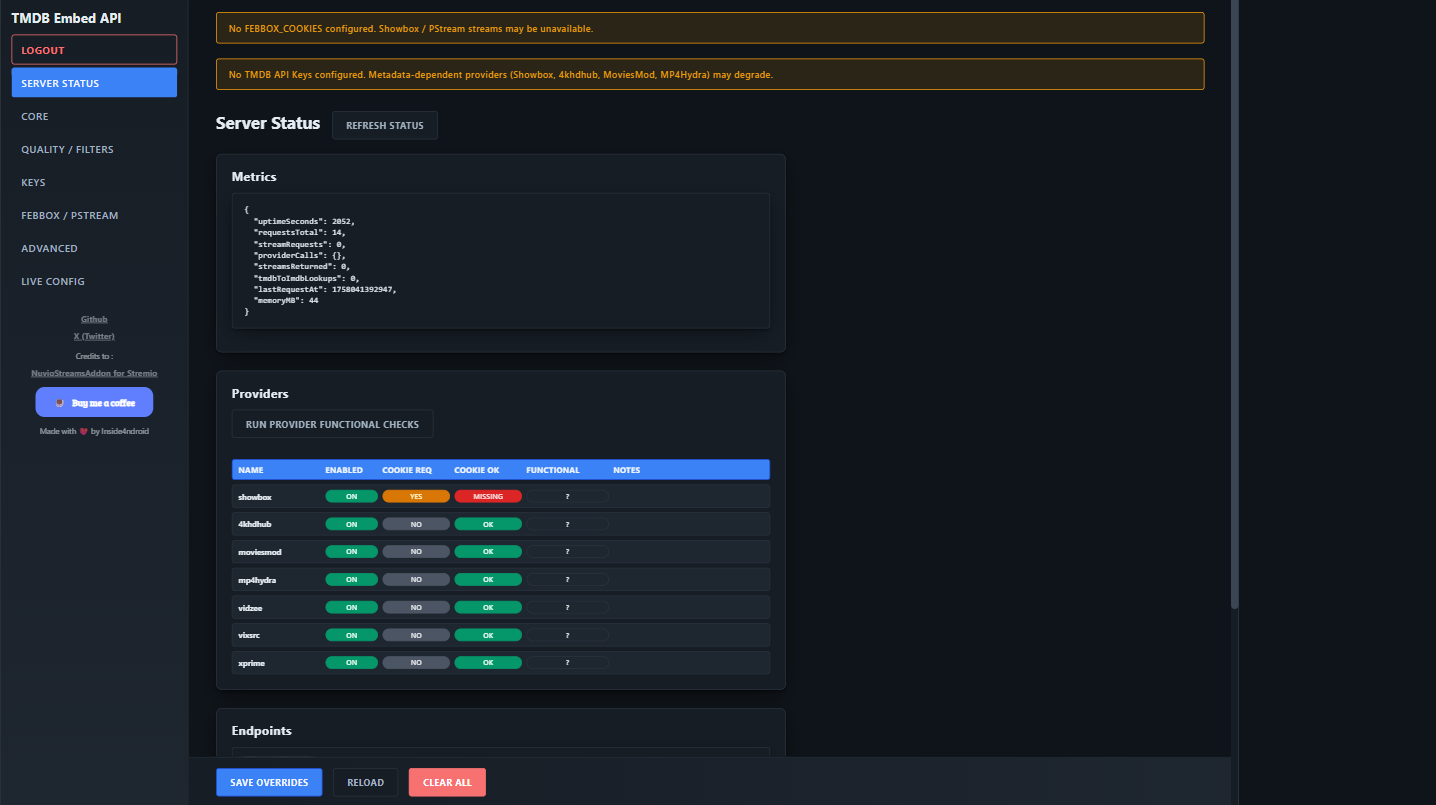 TMDB Embed API
LOGOUT
SERVER STATUS
CORE
QUALITY / FILTERS
KEYS
FEBBOX / PSTREAM
ADVANCED
LIVE CONFIG
Github
X (Twitter)
Credits to :
NuvioStreamsAddon for Stremio
Buy me a coffee
Made with ❤ by Inside4ndroid
No FEBBOX_COOKIES configured. Showbox / PStream streams may be unavailable.
No TMDB API Keys configured. Metadata-dependent providers (Showbox, 4khdhub, MoviesMod, MP4Hydra) may degrade.
Server Status REFRESH STATUS
Metrics
{
"uptimeSeconds": 2052,
"requestsTotal": 14,
"streamRequests": 0,
"providerCalls": {},
"streamsReturned": 0,
"tmdbToImdbLookups": 0,
"lastRequestAt": 1758041392947,
"memoryMB": 44
}
Providers
RUN PROVIDER FUNCTIONAL CHECKS
NAME ENABLED COOKIE REQ COOKIE OK FUNCTIONAL NOTES
showbox ON YES MISSING ?
4khdhub ON NO OK ?
moviesmod ON NO OK ?
mp4hydra ON NO OK ?
vidzee ON NO OK ?
vixsrc ON NO OK ?
xprime ON NO OK ?
Endpoints
SAVE OVERRIDES RELOAD CLEAR ALL